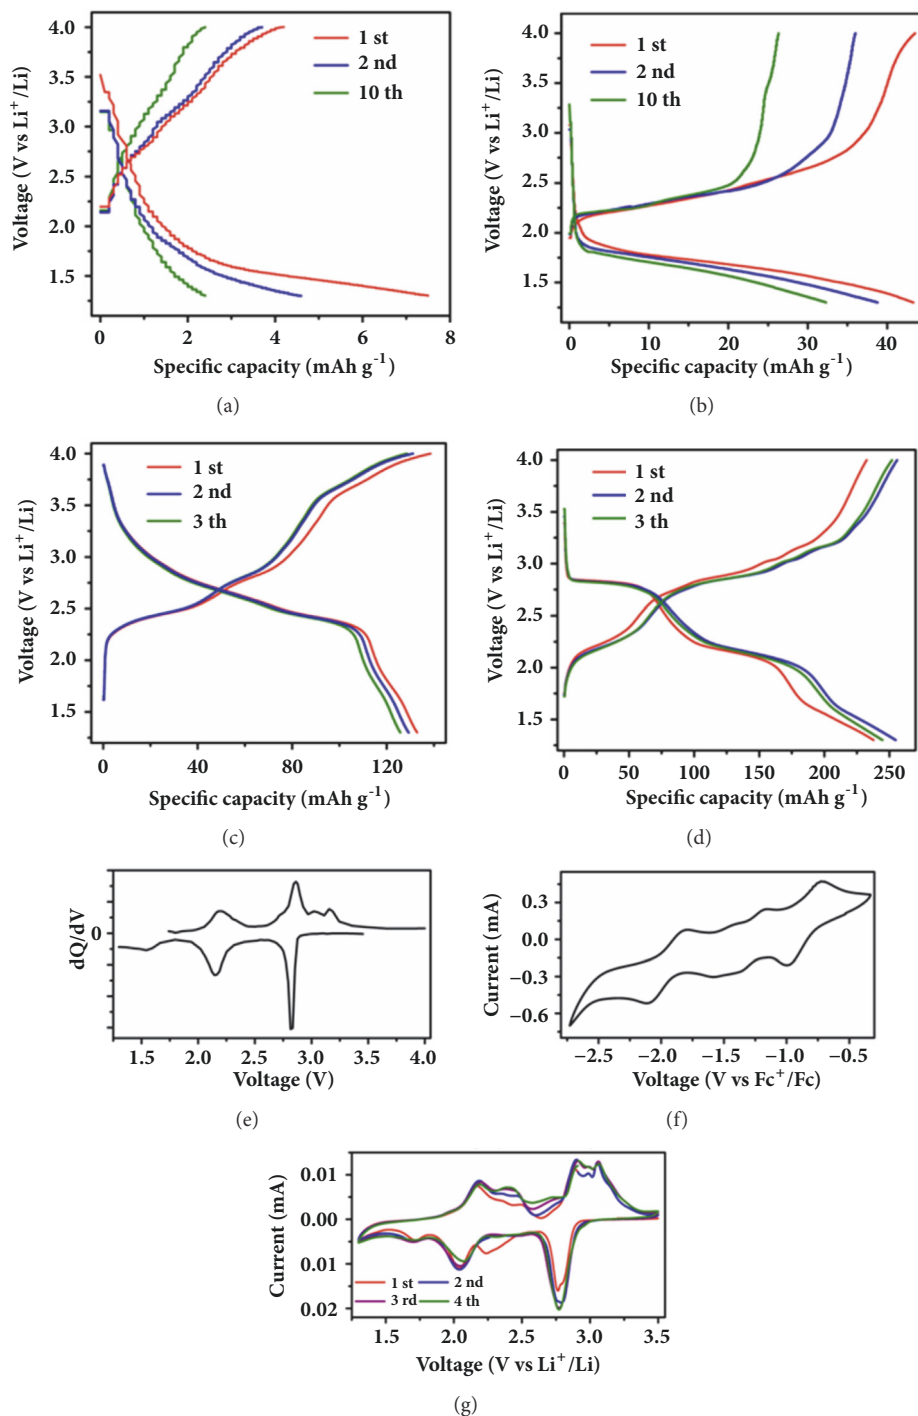 4.0
3.5
3.0
2.5
2.0
1.5
Voltage (V vs Li⁺/Li)
1 st
2 nd
10 th
0 2 4 6 8
Specific capacity (mAh g⁻¹)
(a)
4.0
3.5
3.0
2.5
2.0
1.5
Voltage (V vs Li⁺/Li)
1 st
2 nd
10 th
0 10 20 30 40
Specific capacity (mAh g⁻¹)
(b)
4.0
3.5
3.0
2.5
2.0
1.5
Voltage (V vs Li⁺/Li)
1 st
2 nd
3 th
0 40 80 120
Specific capacity (mAh g⁻¹)
(c)
4.0
3.5
3.0
2.5
2.0
1.5
Voltage (V vs Li⁺/Li)
1 st
2 nd
3 th
0 50 100 150 200 250
Specific capacity (mAh g⁻¹)
(d)
dQ/dV
0
1.5 2.0 2.5 3.0 3.5 4.0
Voltage (V)
(e)
Current (mA)
0.3
0.0
−0.3
−0.6
−2.5 −2.0 −1.5 −1.0 −0.5
Voltage (V vs Fc⁺/Fc)
(f)
Current (mA)
0.01
0.00
0.01
0.02
1 st 2 nd
3 rd 4 th
1.5 2.0 2.5 3.0 3.5
Voltage (V vs Li⁺/Li)
(g)